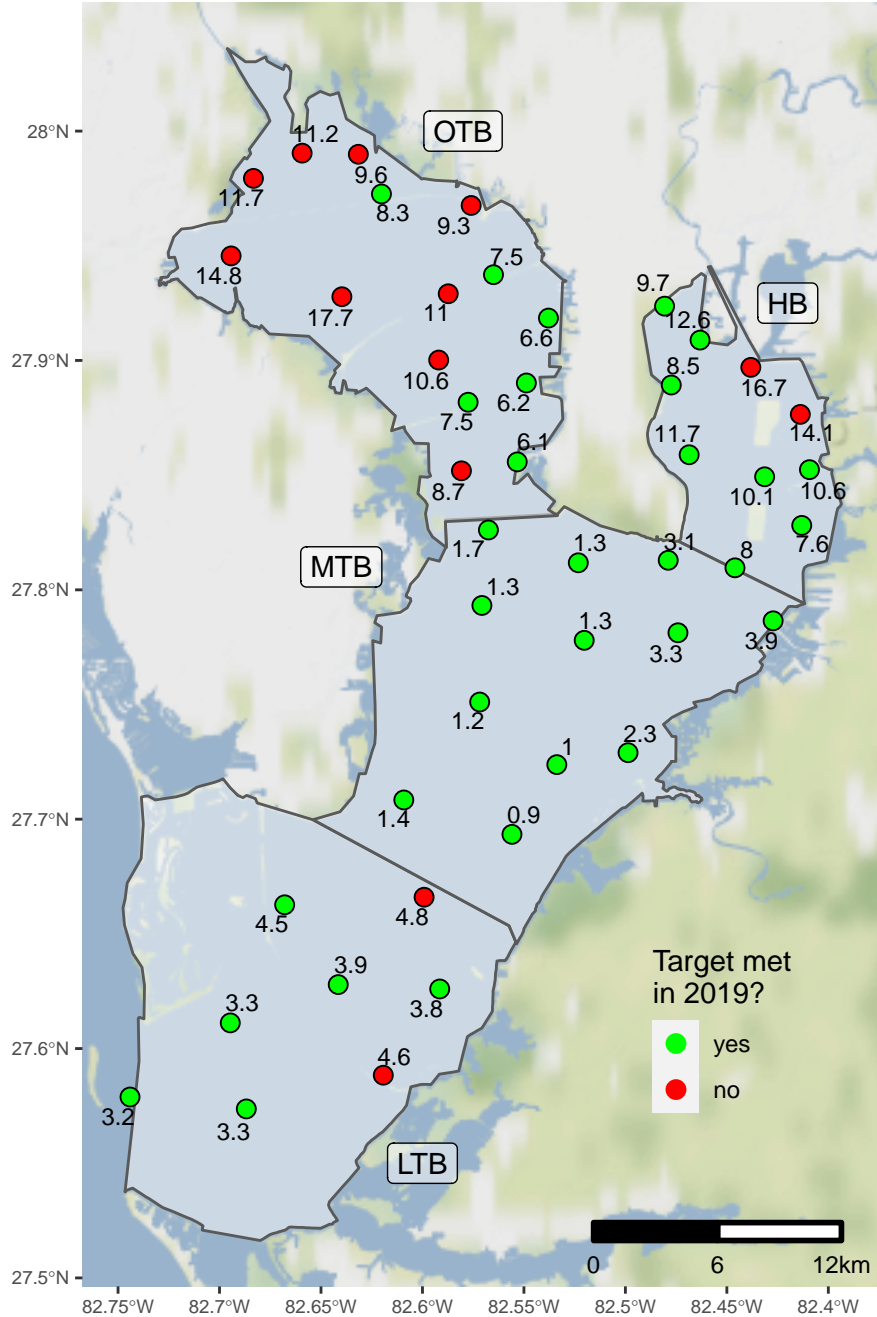 28°N
27.9°N
27.8°N
27.7°N
27.6°N
27.5°N
OTB
11.2
9.6
11.7
8.3
9.3
14.8
7.5
17.7
11
6.6
10.6
6.2
7.5
6.1
8.7
HB
9.7
12.6
8.5
16.7
11.7
14.1
10.1
10.6
7.6
8
MTB
1.7
1.3
3.1
1.3
1.3
3.3
3.9
1.2
2.3
1
1.4
0.9
4.8
4.5
3.9
3.8
3.3
4.6
3.2
3.3
LTB
Target met
in 2019?
yes
no
0 6 12km
82.75°W 82.7°W 82.65°W 82.6°W 82.55°W 82.5°W 82.45°W 82.4°W